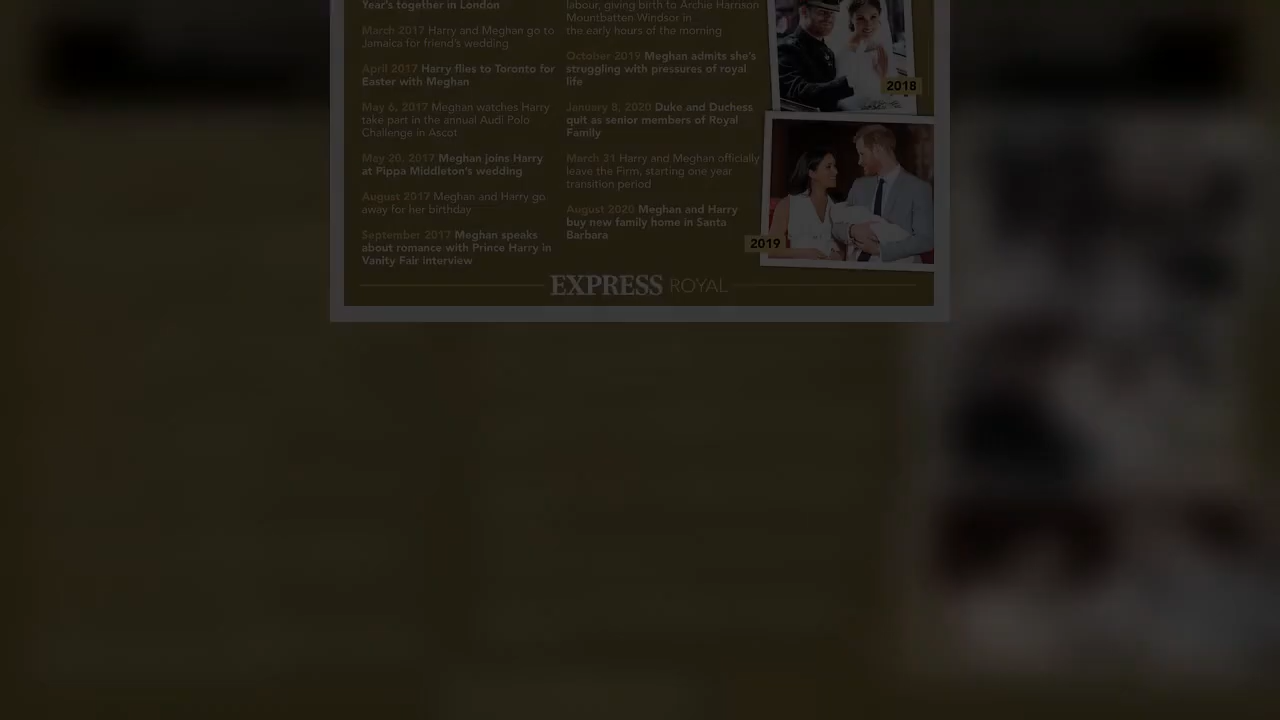 Year's together in London
March 2017 Harry and Meghan go to
Jamaica for friend's wedding
April 2017 Harry flies to Toronto for
Easter with Meghan
May 6, 2017 Meghan watches Harry
take part in the annual Audi Polo
Challenge in Ascot
May 20, 2017 Meghan joins Harry
at Pippa Middleton's wedding
August 2017 Meghan and Harry go
away for her birthday
September 2017 Meghan speaks
about romance with Prince Harry in
Vanity Fair interview
labour, giving birth to Archie Harrison
Mountbatten Windsor in
the early hours of the morning
October 2019 Meghan admits she's
struggling with pressures of royal
life
January 8, 2020 Duke and Duchess
quit as senior members of Royal
Family
March 31 Harry and Meghan officially
leave the Firm, starting one year
transition period
August 2020 Meghan and Harry
buy new family home in Santa
Barbara
2018
2019
EXPRESS ROYAL